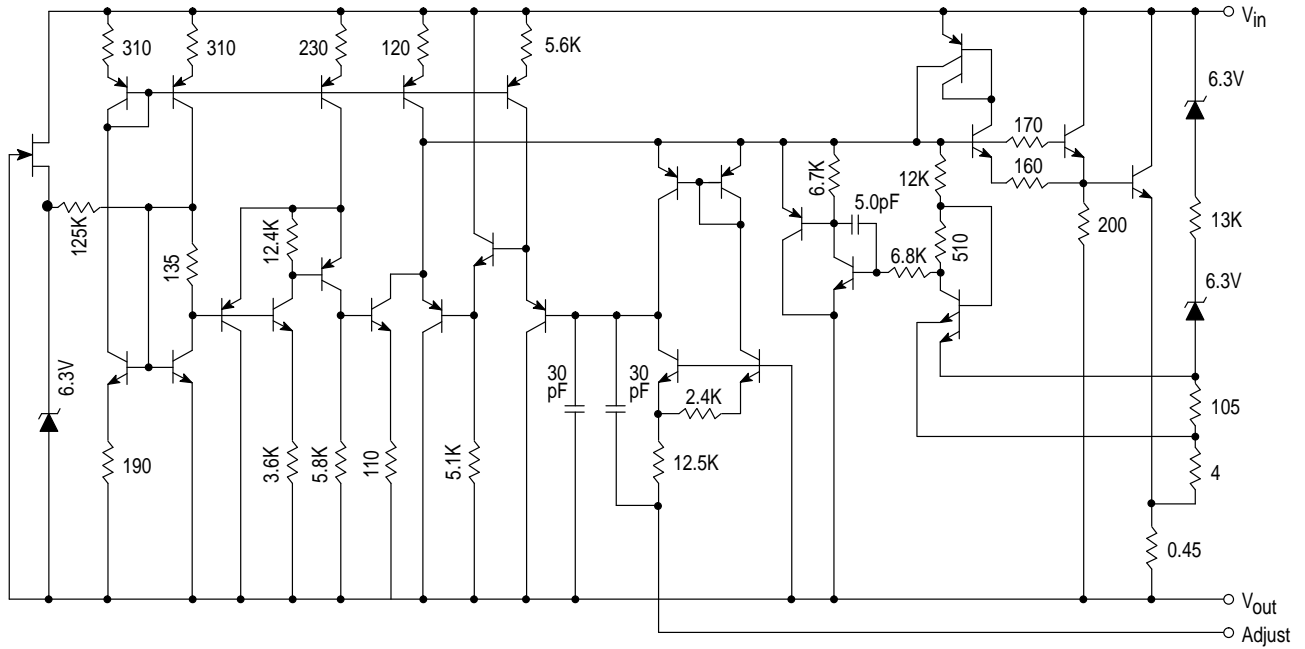 310
310
230
120
5.6K
V_in
6.3V
170
160
6.7K
12K
5.0pF
125K
135
12.4K
6.8K
510
200
13K
6.3V
6.3V
30
pF
30
pF
2.4K
105
190
3.6K
5.8K
110
5.1K
12.5K
4
0.45
V_out
Adjust